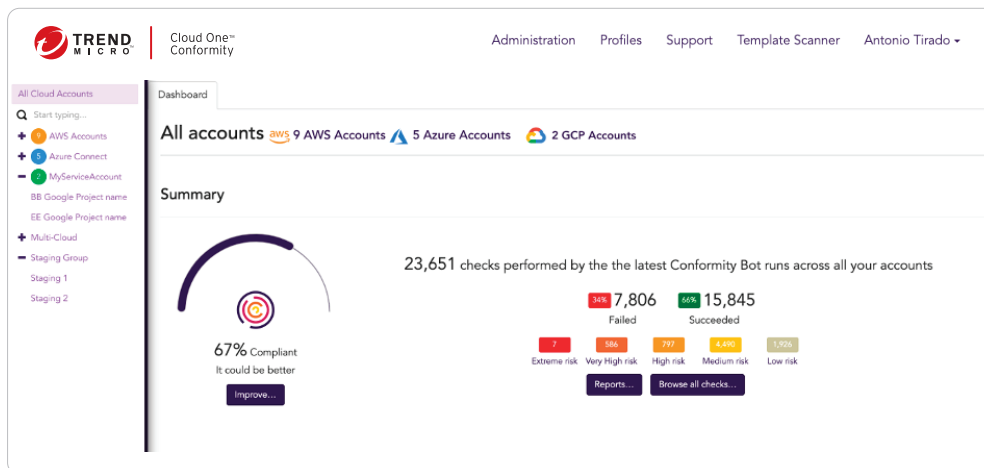 TREND MICRO
Cloud One™ Conformity
Administration Profiles Support Template Scanner Antonio Tirado
All Cloud Accounts
Start typing...
9 AWS Accounts
5 Azure Connect
2 MyServiceAccount
BB Google Project name
EE Google Project name
Multi-Cloud
Staging Group
Staging 1
Staging 2
Dashboard
All accounts aws 9 AWS Accounts 5 Azure Accounts 2 GCP Accounts
Summary
67% Compliant
It could be better
Improve...
23,651 checks performed by the the latest Conformity Bot runs across all your accounts
34% 7,806 66% 15,845
Failed Succeeded
7 586 797 4,490 1,926
Extreme risk Very High risk High risk Medium risk Low risk
Reports... Browse all checks...